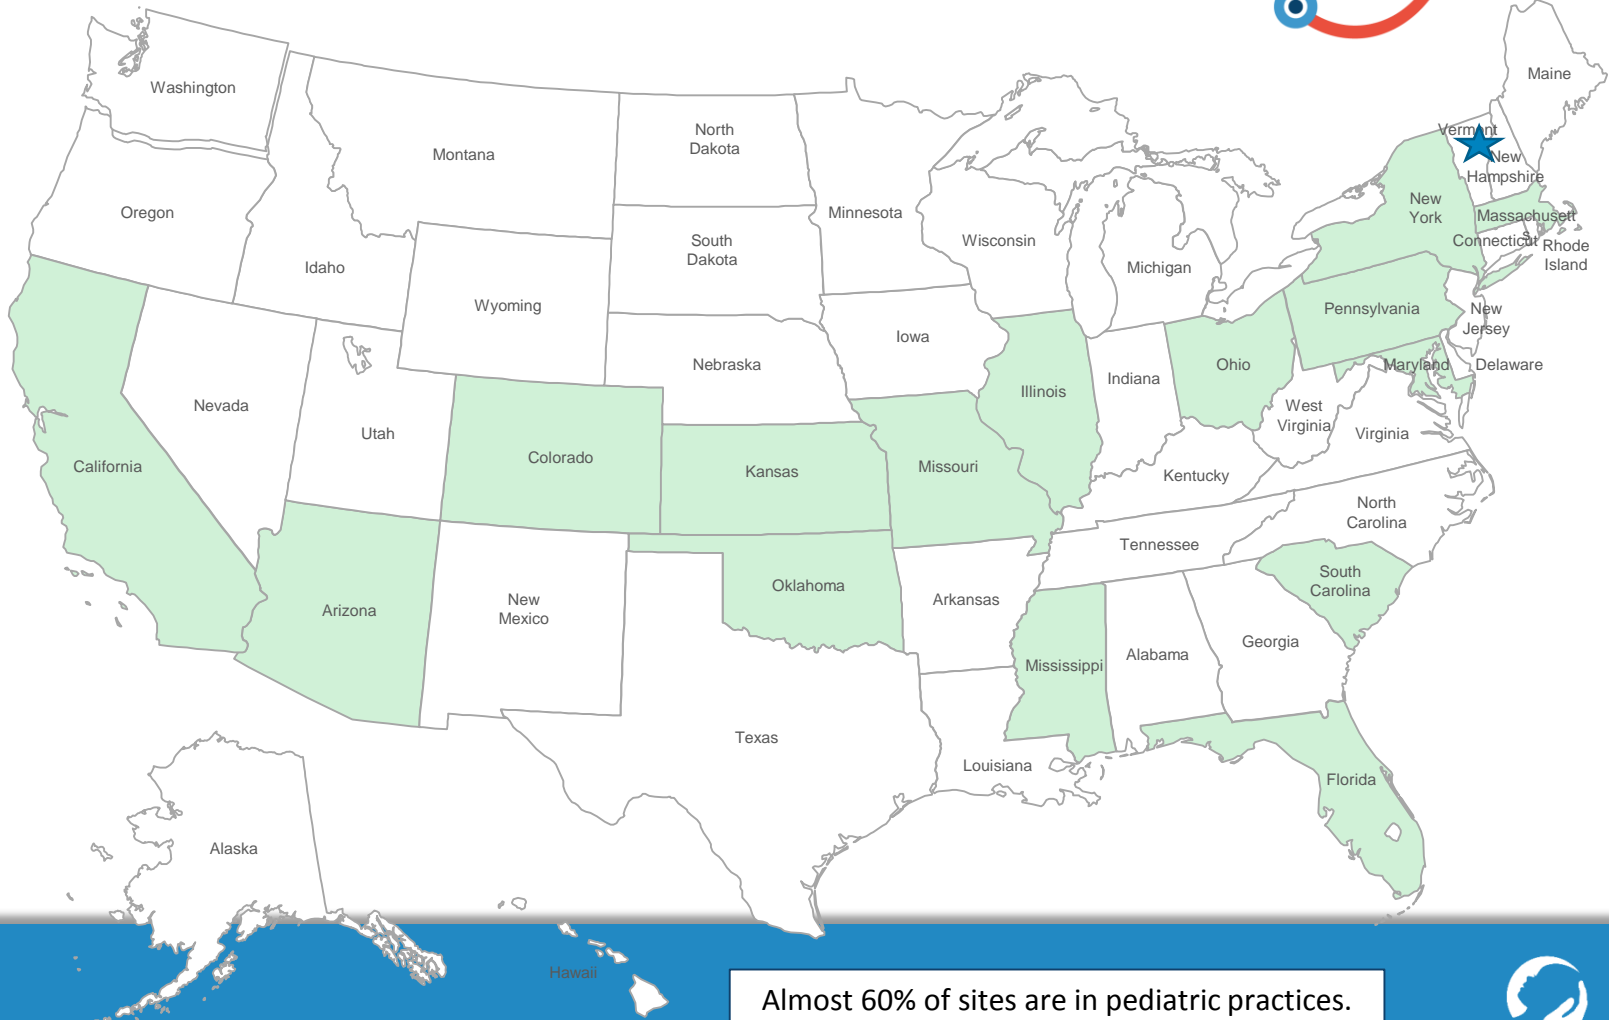 Maine
Washington
Vermont
North
Dakota
Montana
New
Hampshire
Oregon
Minnesota
New
York
Massachusett
s
Connecticut
Rhode
Island
Wisconsin
South
Dakota
Idaho
Michigan
Wyoming
Pennsylvania
New
Jersey
Iowa
Nebraska
Ohio
Maryland
Delaware
Indiana
Illinois
Nevada
West
Virginia
Utah
Virginia
Colorado
California
Kansas
Missouri
Kentucky
North
Carolina
Tennessee
South
Carolina
Oklahoma
Arkansas
New
Mexico
Arizona
Georgia
Alabama
Mississippi
Texas
Louisiana
Florida
Alaska
Hawaii
Almost 60% of sites are in pediatric practices.